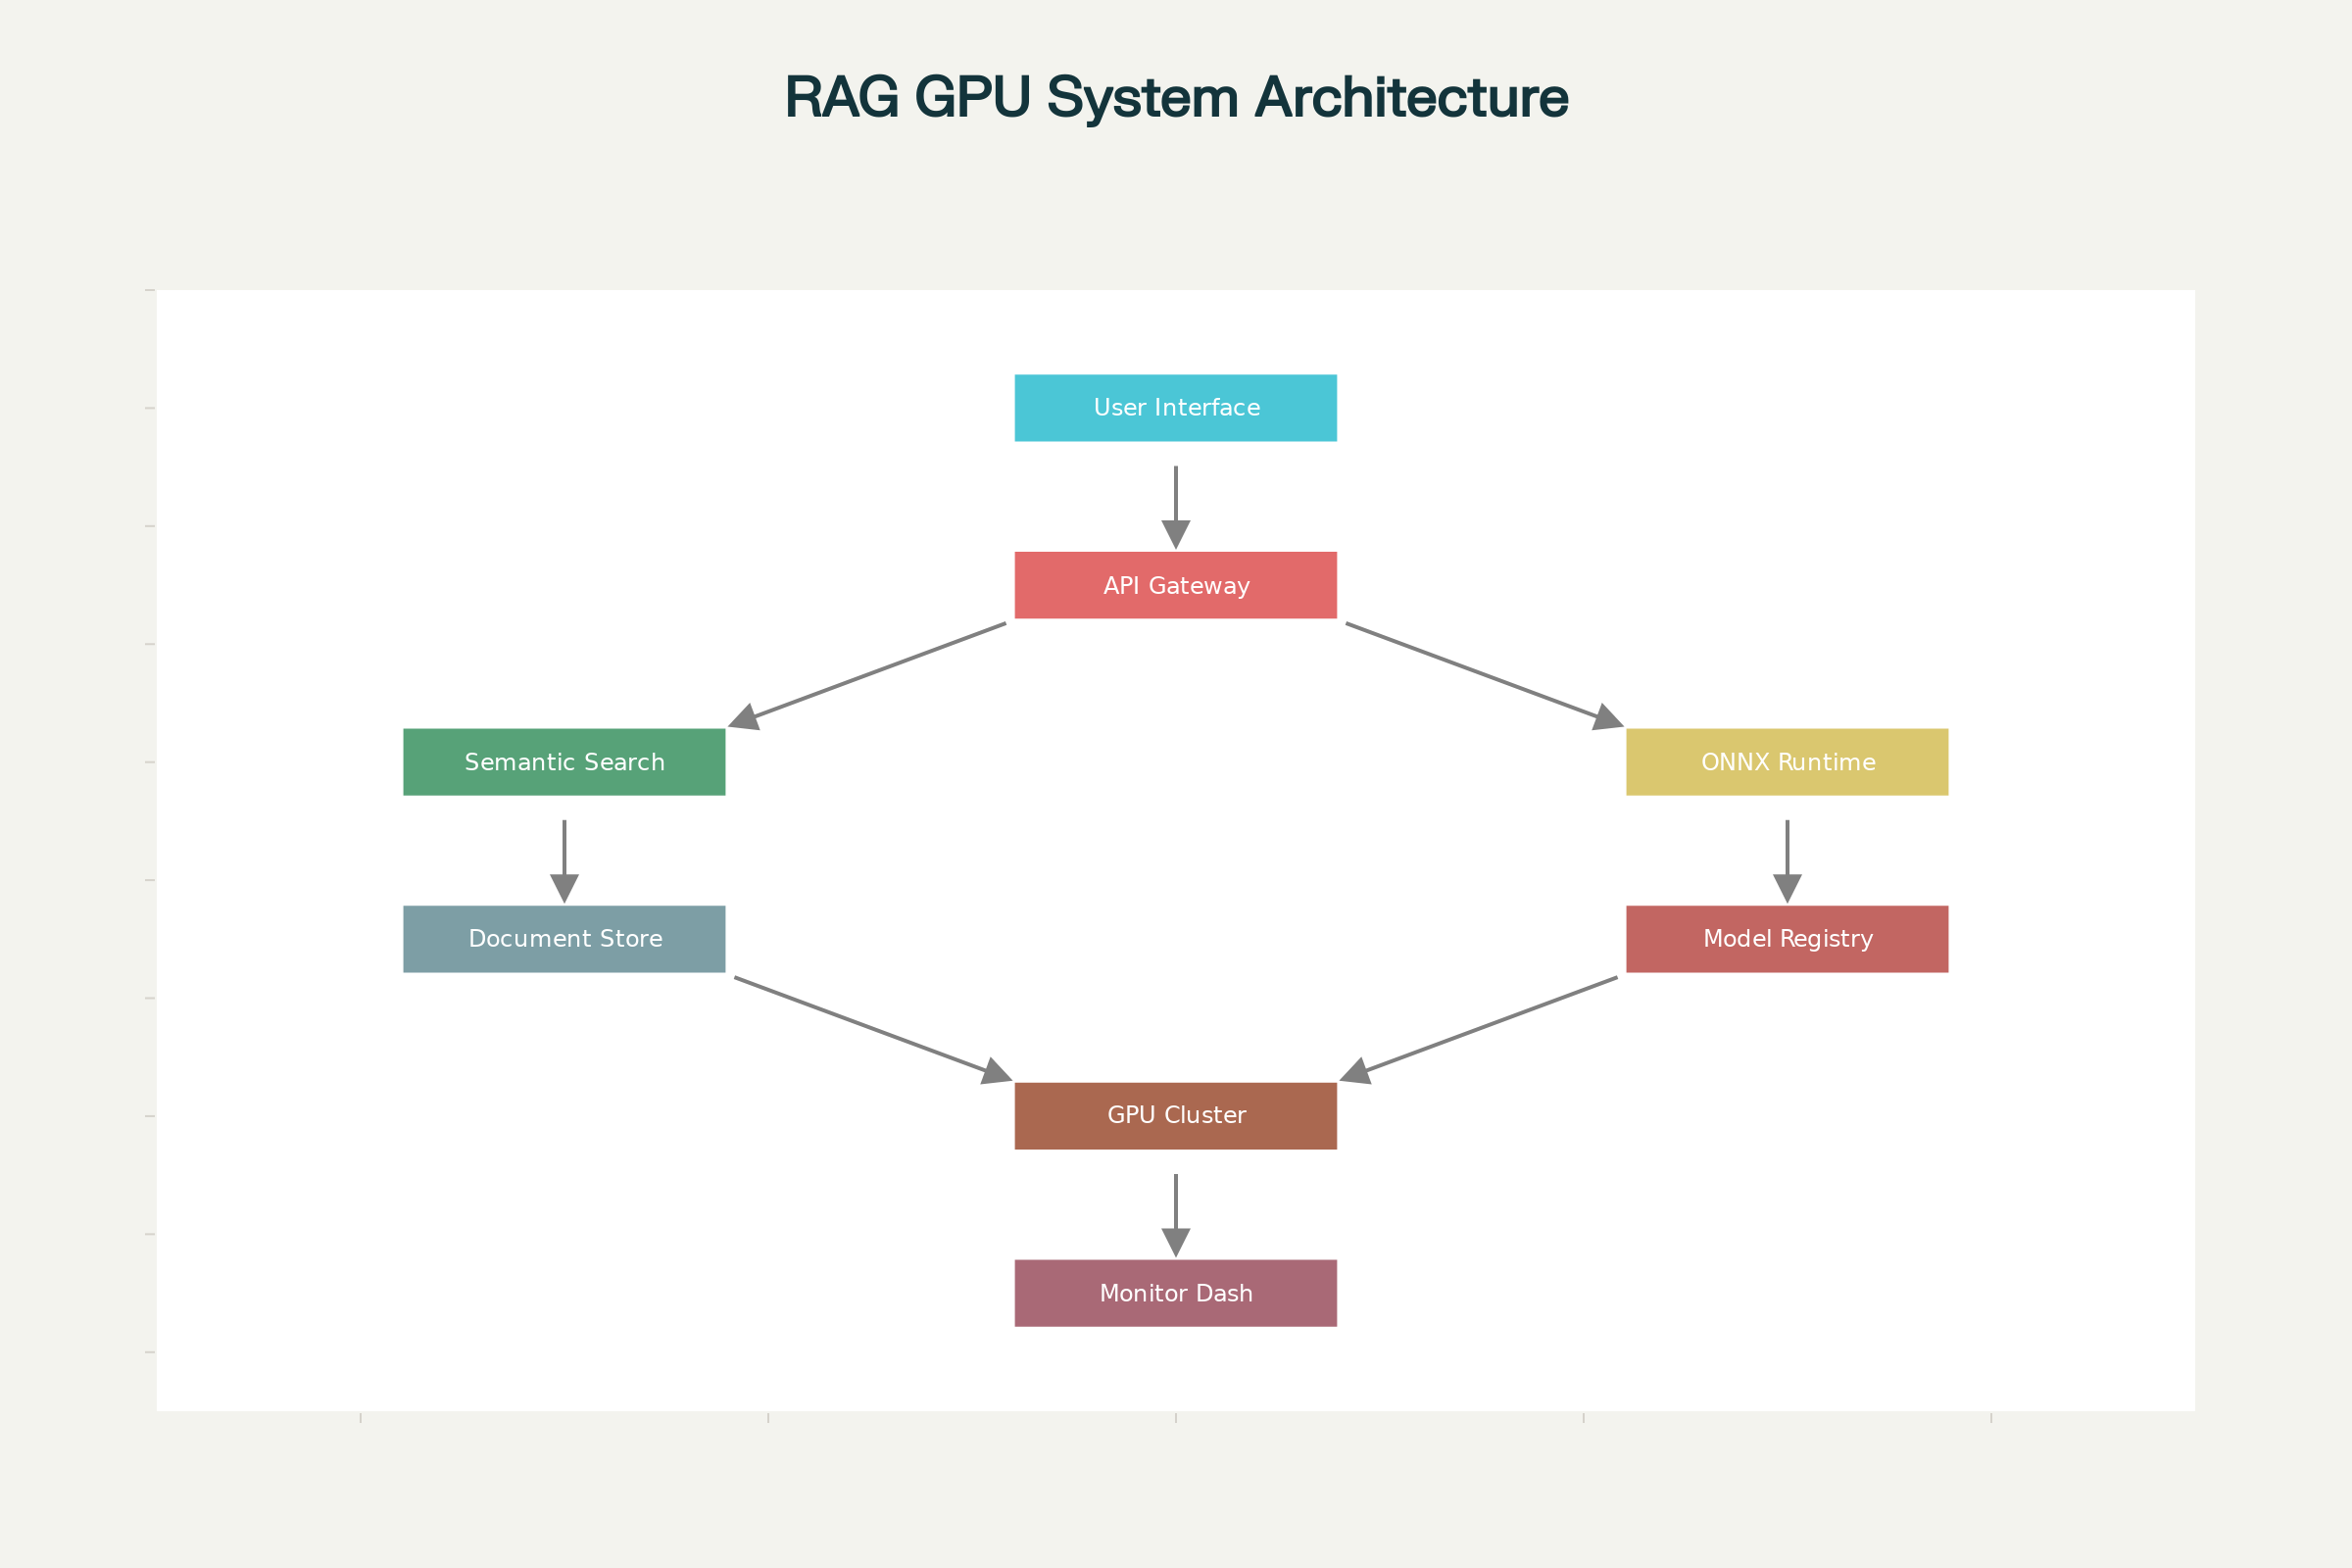 RAG GPU System Architecture
User Interface
API Gateway
Semantic Search
ONNX Runtime
Document Store
Model Registry
GPU Cluster
Monitor Dash